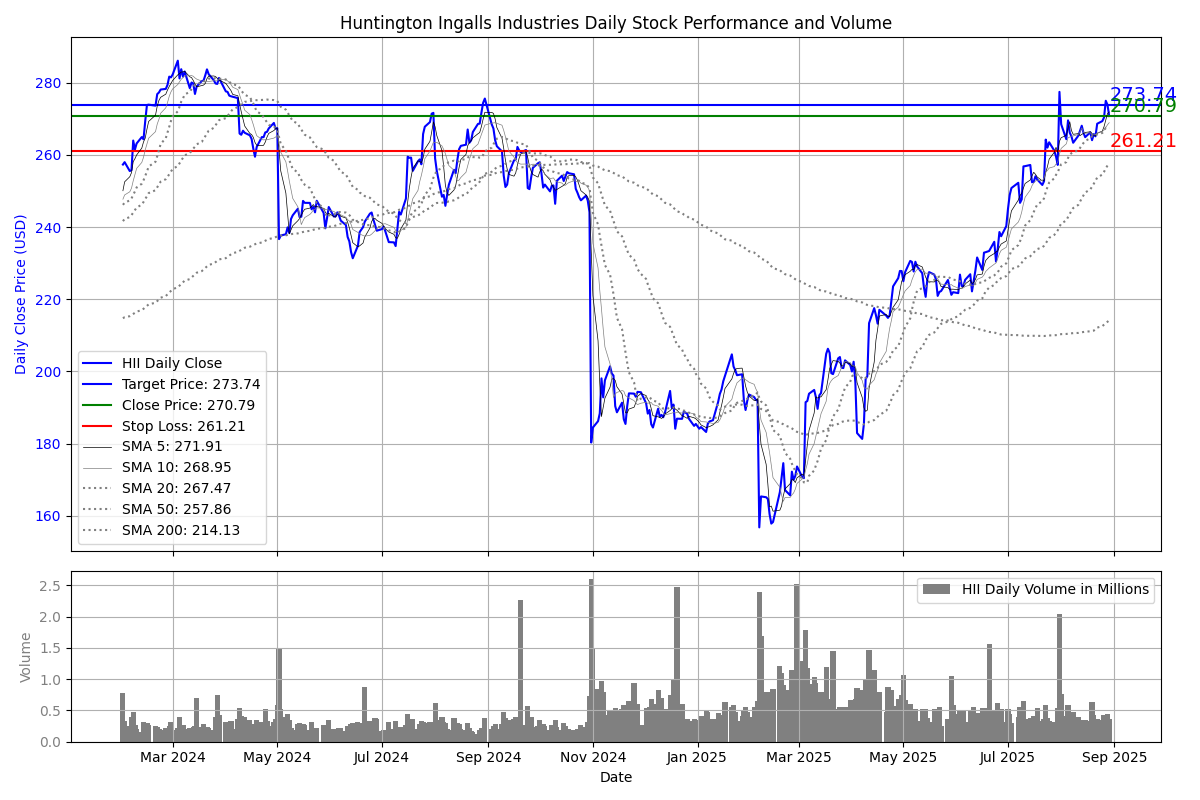 Huntington Ingalls Industries Daily Stock Performance and Volume
Daily Close Price (USD)
280
260
240
220
200
180
160
273.74
270.79
261.21
HII Daily Close
Target Price: 273.74
Close Price: 270.79
Stop Loss: 261.21
SMA 5: 271.91
SMA 10: 268.95
SMA 20: 267.47
SMA 50: 257.86
SMA 200: 214.13
Volume
2.5
2.0
1.5
1.0
0.5
0.0
HII Daily Volume in Millions
Mar 2024 May 2024 Jul 2024 Sep 2024 Nov 2024 Jan 2025 Mar 2025 May 2025 Jul 2025 Sep 2025
Date